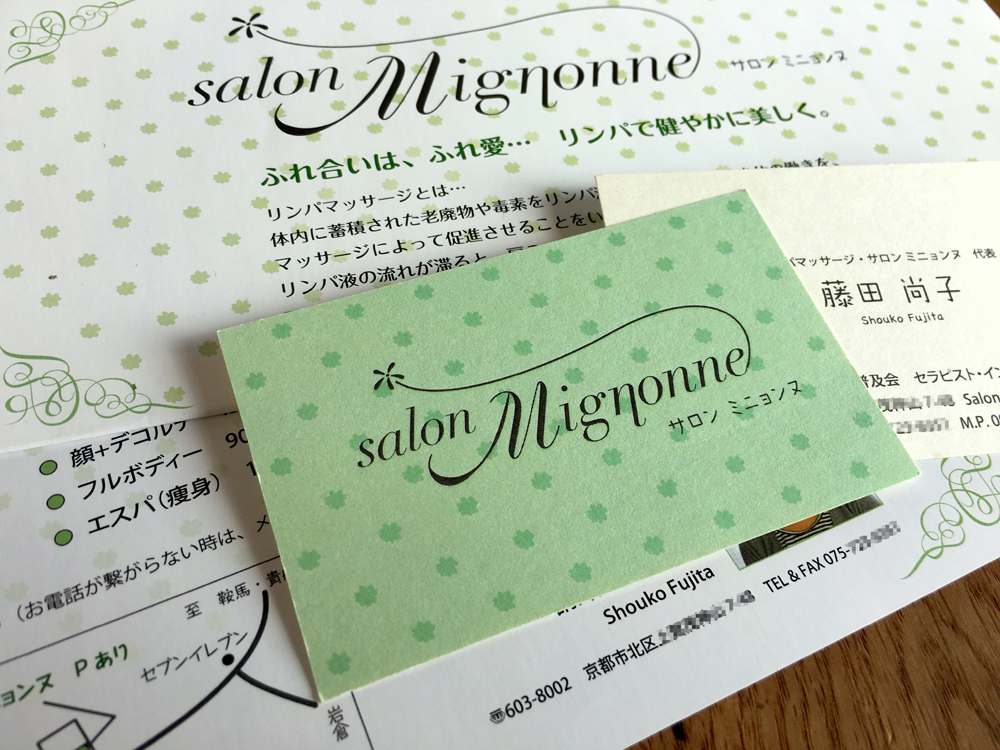 salon Mignonne サロン ミニョンヌ
ふれ合いは、ふれ愛… リンパで健やかに美しく。
リンパマッサージとは…
体内に蓄積された老廃物や毒素をリンパ
マッサージによって促進させることをい
リンパ液の流れが滞ると
マッサージ・サロン ミニョンヌ 代表
藤田 尚子
Shouko Fujita
普及会 セラピスト・イン
Salon
M.P. 0
salon Mignonne
サロン ミニョンヌ
顔+デコルテ 90
フルボディー 1
エスパ(痩身)
(お電話が繋がらない時は、メ
至 鞍馬・
セブンイレブン
ヨンヌ Pあり
岩倉
Shouko Fujita
〒603-8002 京都市北区 TEL & FAX 075-